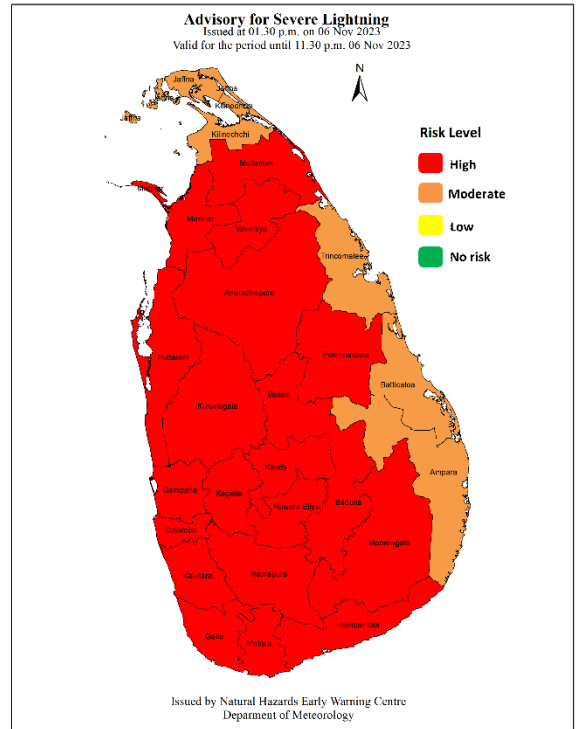 Advisory for Severe Lightning
Issued at 01.30 p.m. on 06 Nov 2023
Valid for the period until 11.30 p.m. 06 Nov 2023
N
Jaffna
Jaffna
Kilinochchi
Jaffna
Kilinochchi
Risk Level
High
Moderate
Low
No risk
Mullaitivu
Mannar
Mannar
Vavuniya
Trincomalee
Anuradhapura
Puttalam
Polonnaruwa
Batticaloa
Kurunegala
Matale
Kandy
Ampara
Gampaha
Kegalle
Nuwara Eliya
Badulla
Colombo
Moneragala
Kalutara
Ratnapura
Hambantota
Galle
Matara
Issued by Natural Hazards Early Warning Centre
Deparment of Meteorology